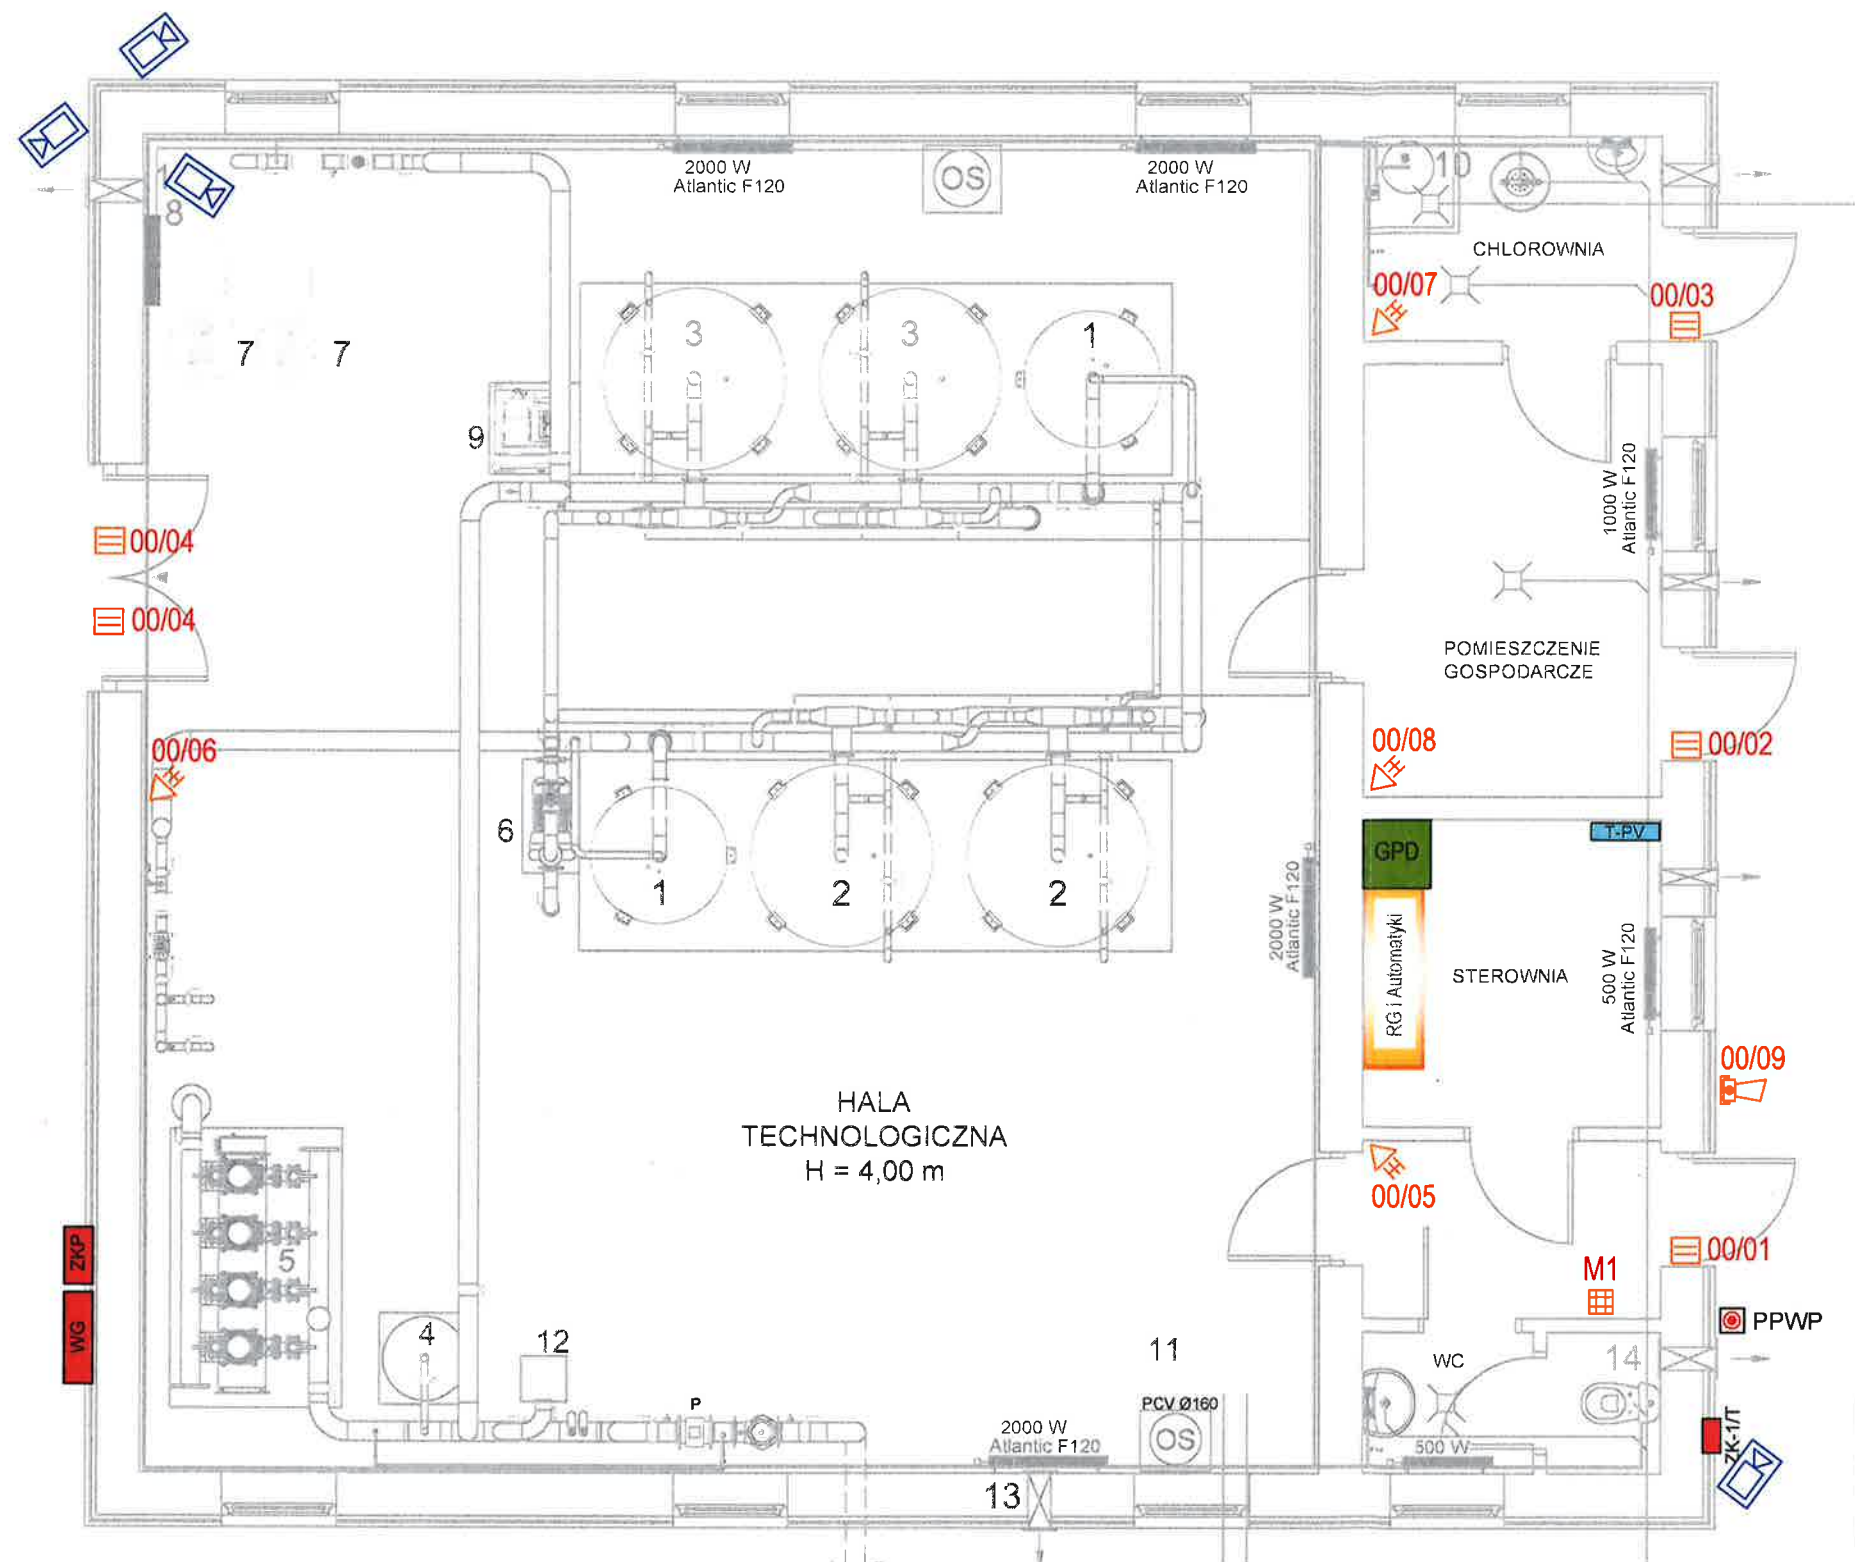 2000 W
Atlantic F120
OS
2000 W
Atlantic F120
10
8
CHLOROWNIA
00/07
00/03
3
3
1
7
7
9
1000 W
Atlantic F120
00/04
00/04
POMIESZCZENIE
GOSPODARCZE
00/06
00/08
00/02
6
1
2
2
GPD
T-PV
2000 W
Atlantic F120
RG i Automatyki
STEROWNIA
500 W
Atlantic F120
00/09
HALA
TECHNOLOGICZNA
H = 4,00 m
00/05
ZKP
5
00/01
M1
WG
4
12
11
PPWP
WC
14
P
PCV Ø160
2000 W
Atlantic F120
OS
500 W
ZK-1/T
13